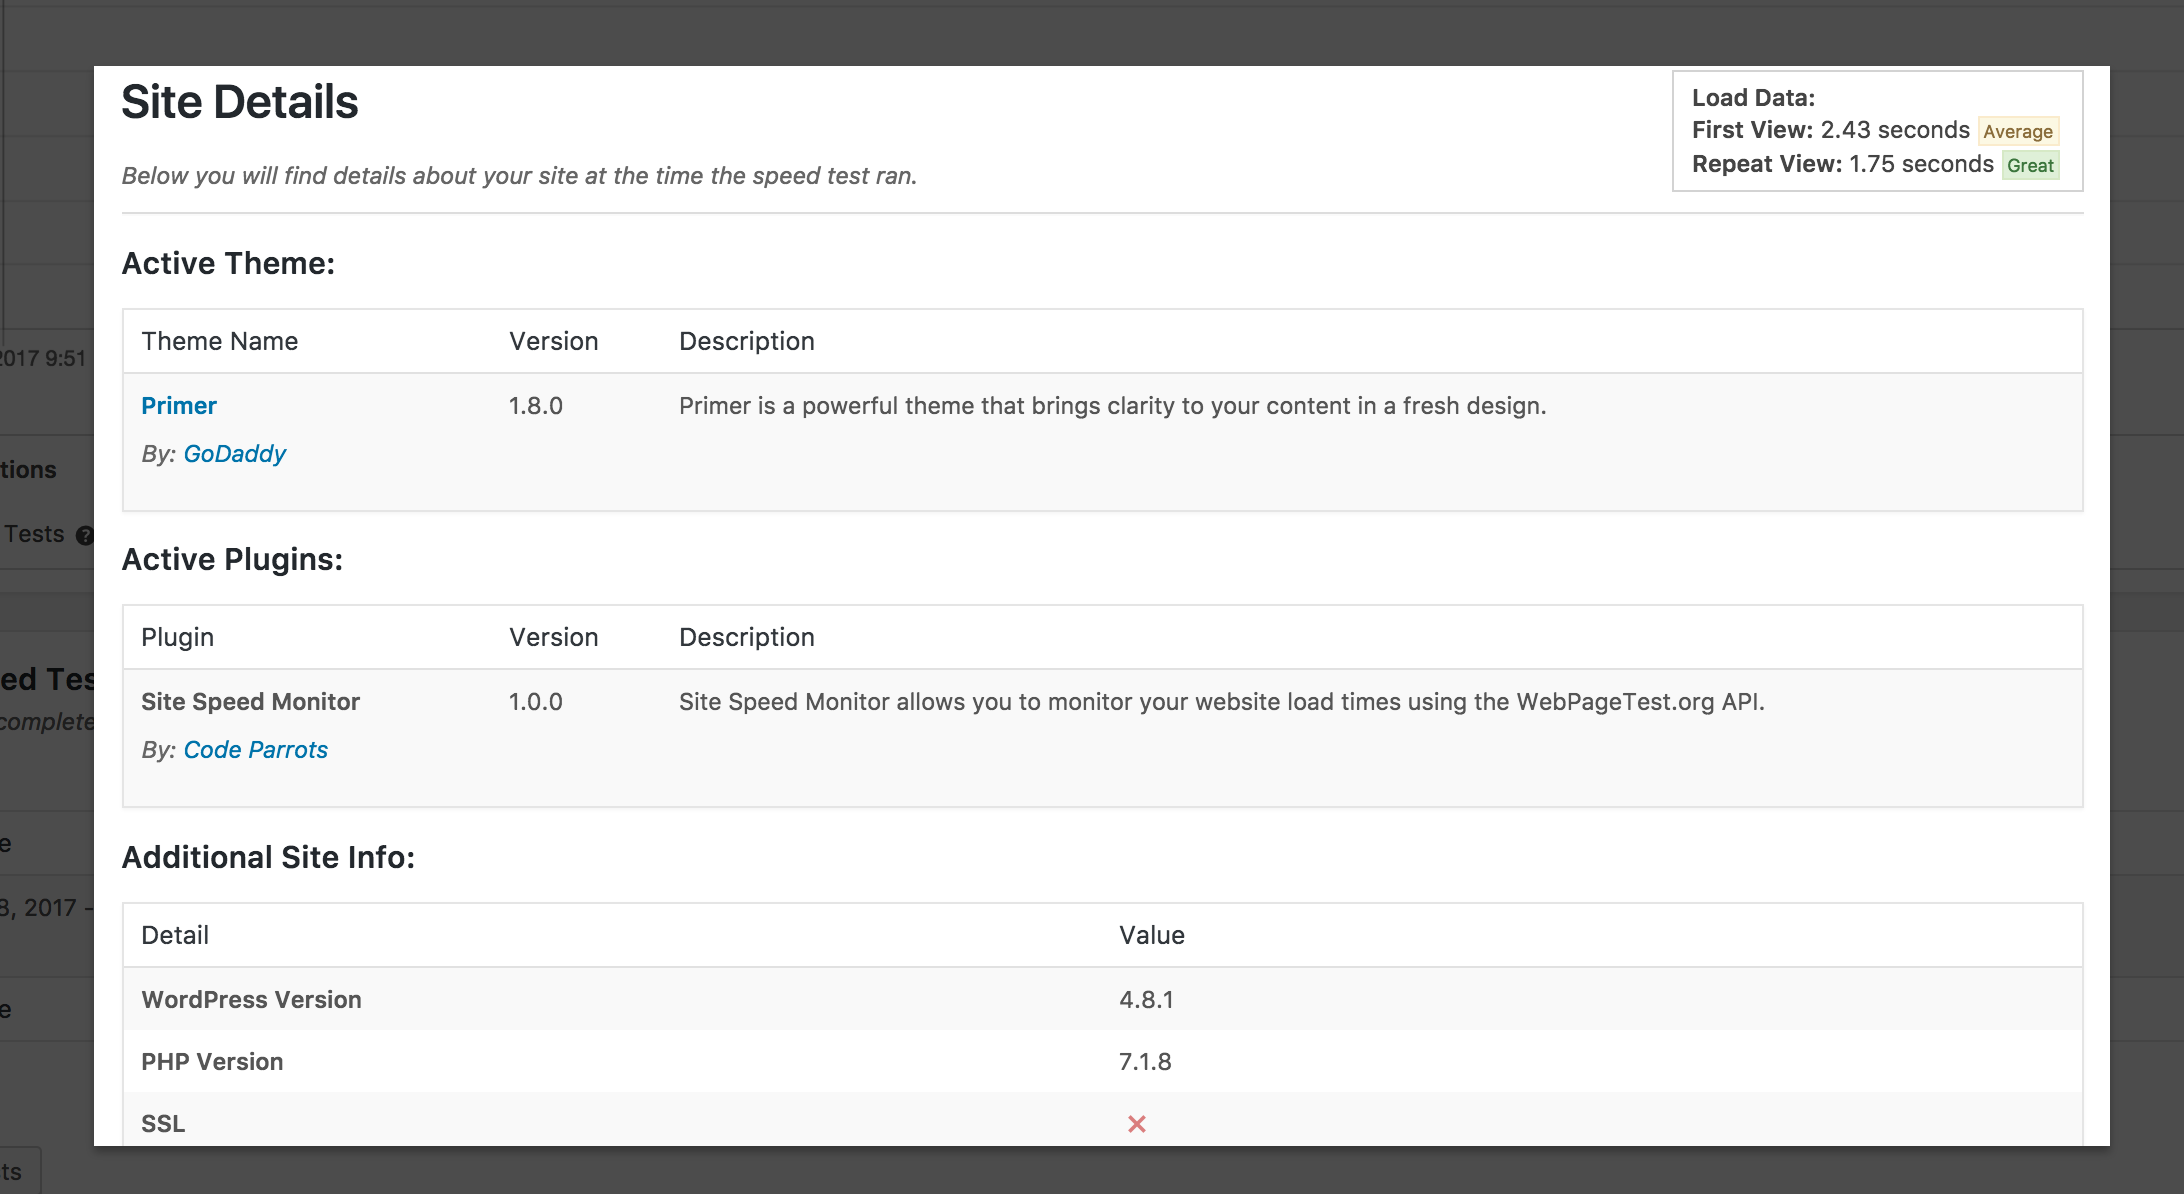 Site Details
Below you will find details about your site at the time the speed test ran.
Load Data:
First View: 2.43 seconds Average
Repeat View: 1.75 seconds Great
Active Theme:
Theme Name Version Description
Primer 1.8.0 Primer is a powerful theme that brings clarity to your content in a fresh design.
By: GoDaddy
Active Plugins:
Plugin Version Description
Site Speed Monitor 1.0.0 Site Speed Monitor allows you to monitor your website load times using the WebPageTest.org API.
By: Code Parrots
Additional Site Info:
Detail Value
WordPress Version 4.8.1
PHP Version 7.1.8
SSL
2017 9:51
tions
Tests
ed Tes
complete
e
8, 2017 -
e
ts